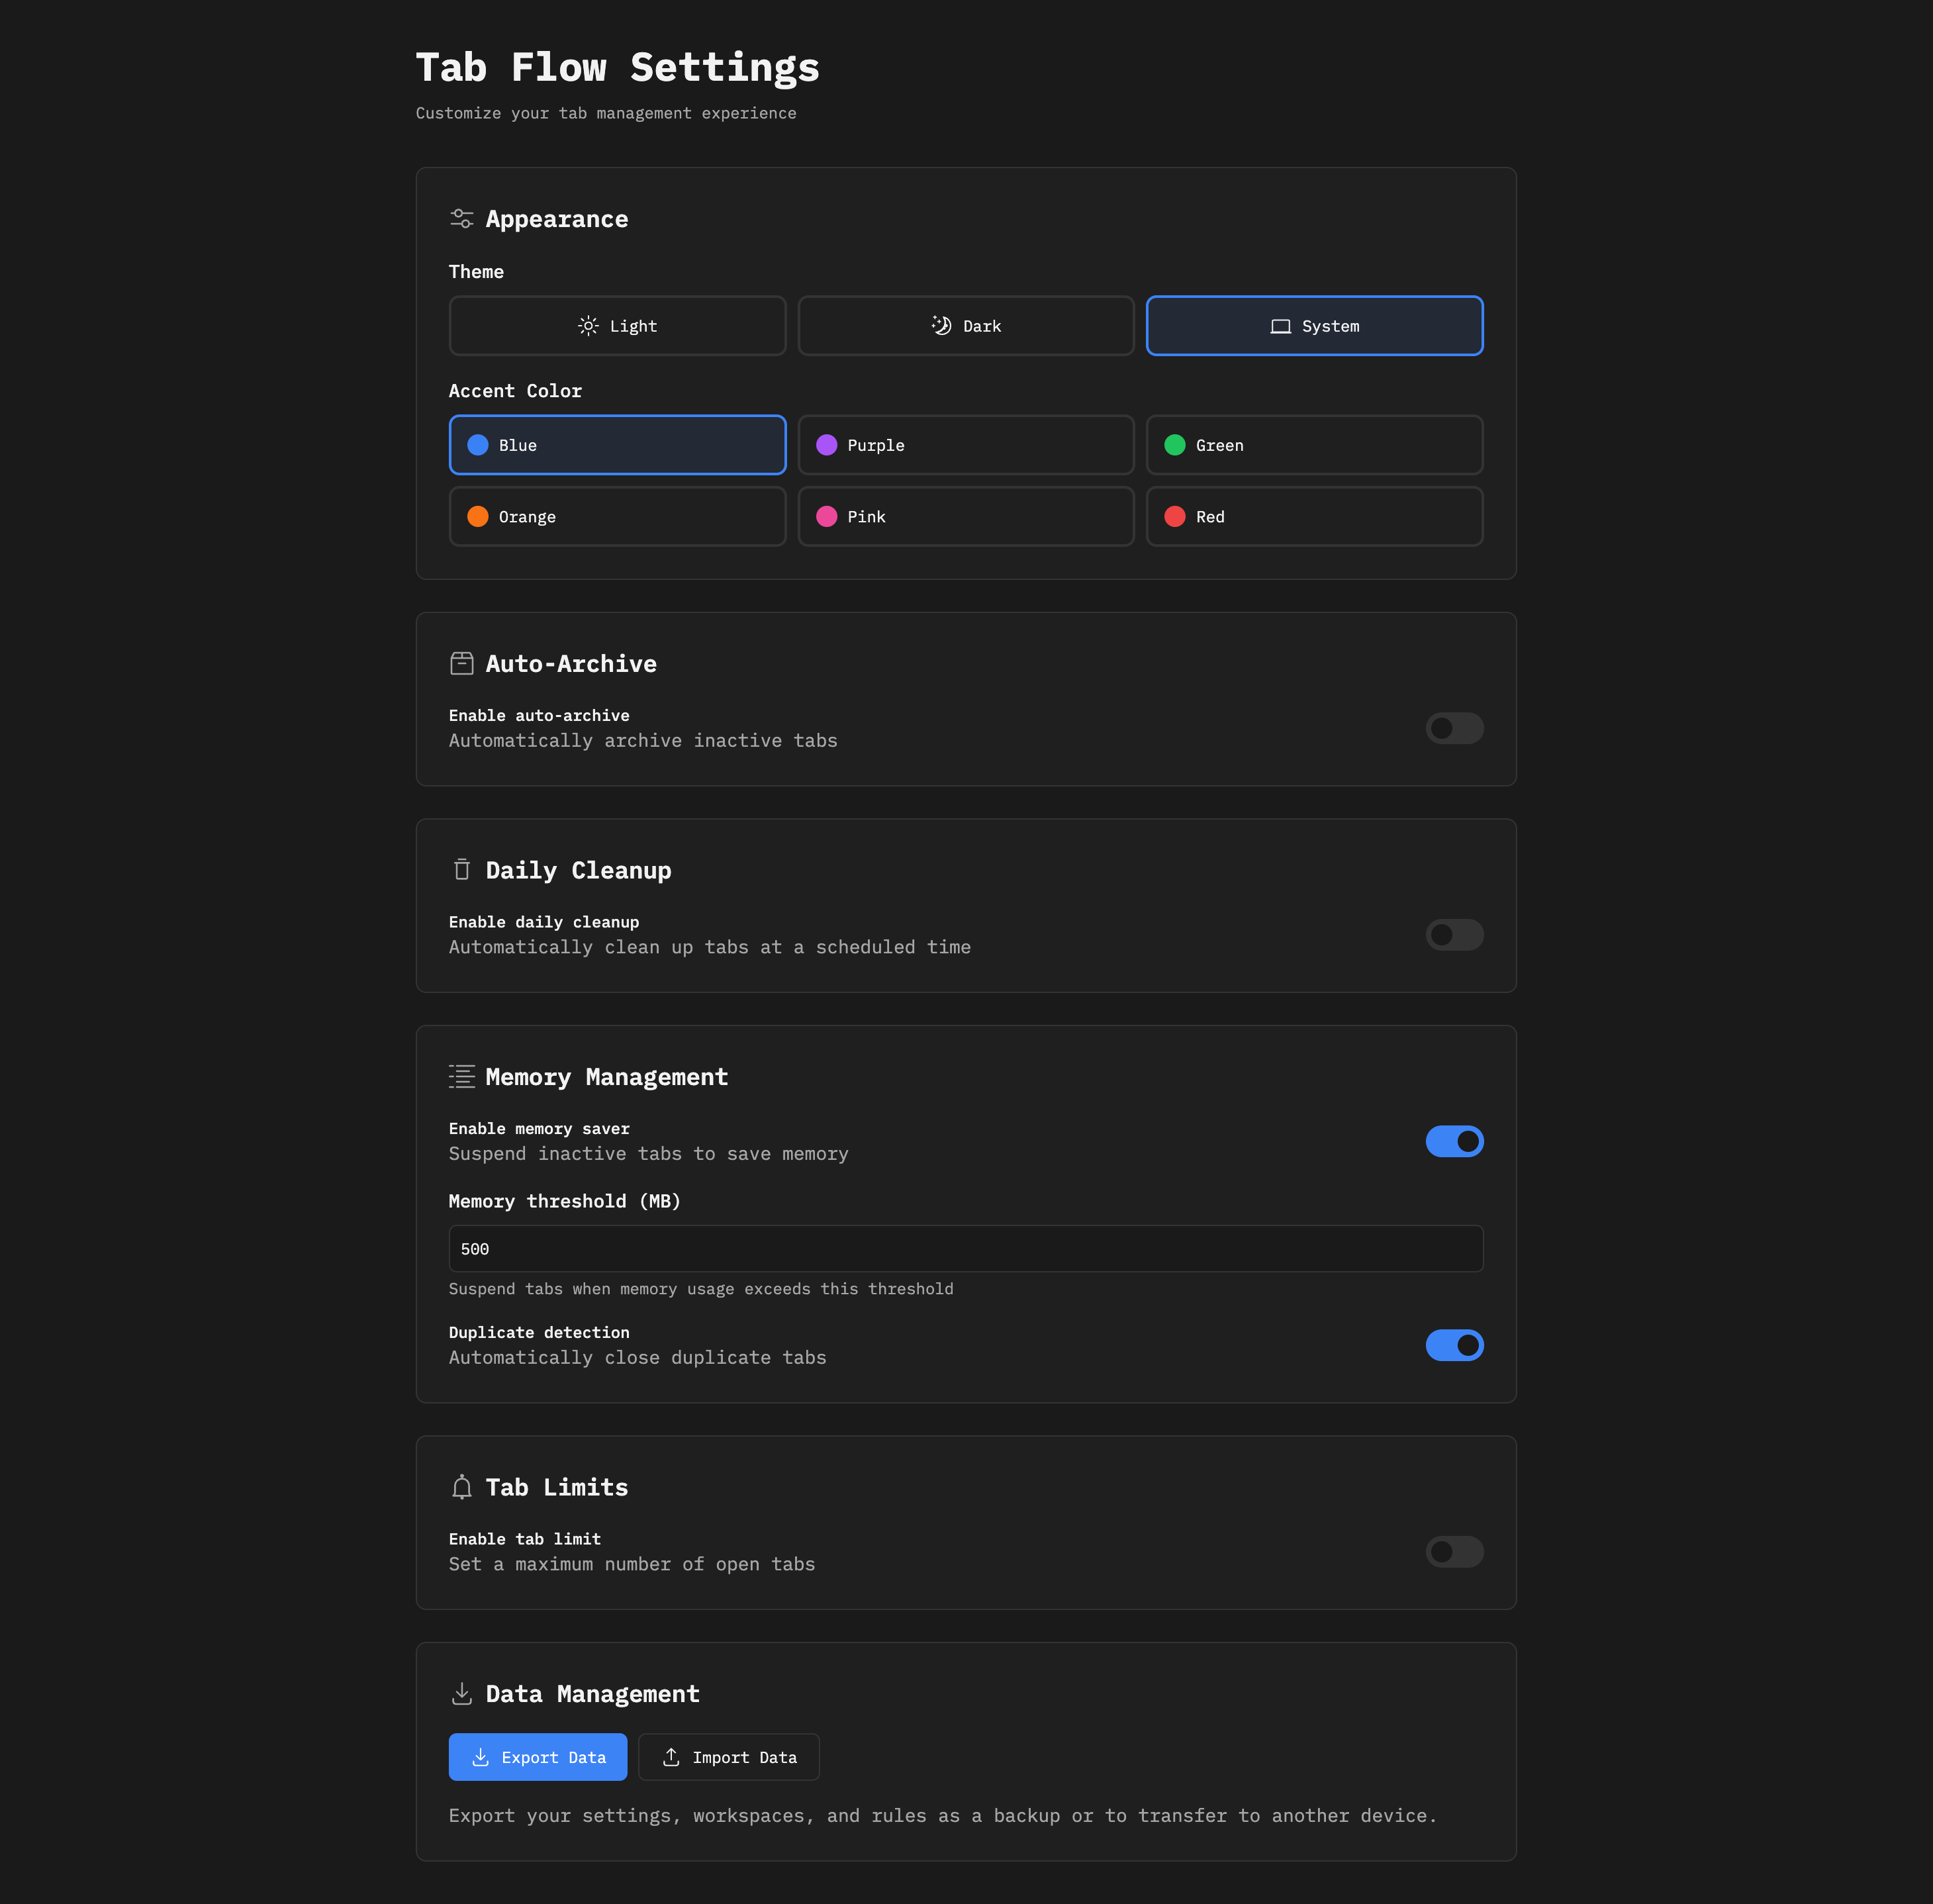 Tab Flow Settings
Customize your tab management experience
Appearance
Theme
Light
Dark
System
Accent Color
Blue
Purple
Green
Orange
Pink
Red
Auto-Archive
Enable auto-archive
Automatically archive inactive tabs
Daily Cleanup
Enable daily cleanup
Automatically clean up tabs at a scheduled time
Memory Management
Enable memory saver
Suspend inactive tabs to save memory
Memory threshold (MB)
500
Suspend tabs when memory usage exceeds this threshold
Duplicate detection
Automatically close duplicate tabs
Tab Limits
Enable tab limit
Set a maximum number of open tabs
Data Management
Export Data
Import Data
Export your settings, workspaces, and rules as a backup or to transfer to another device.